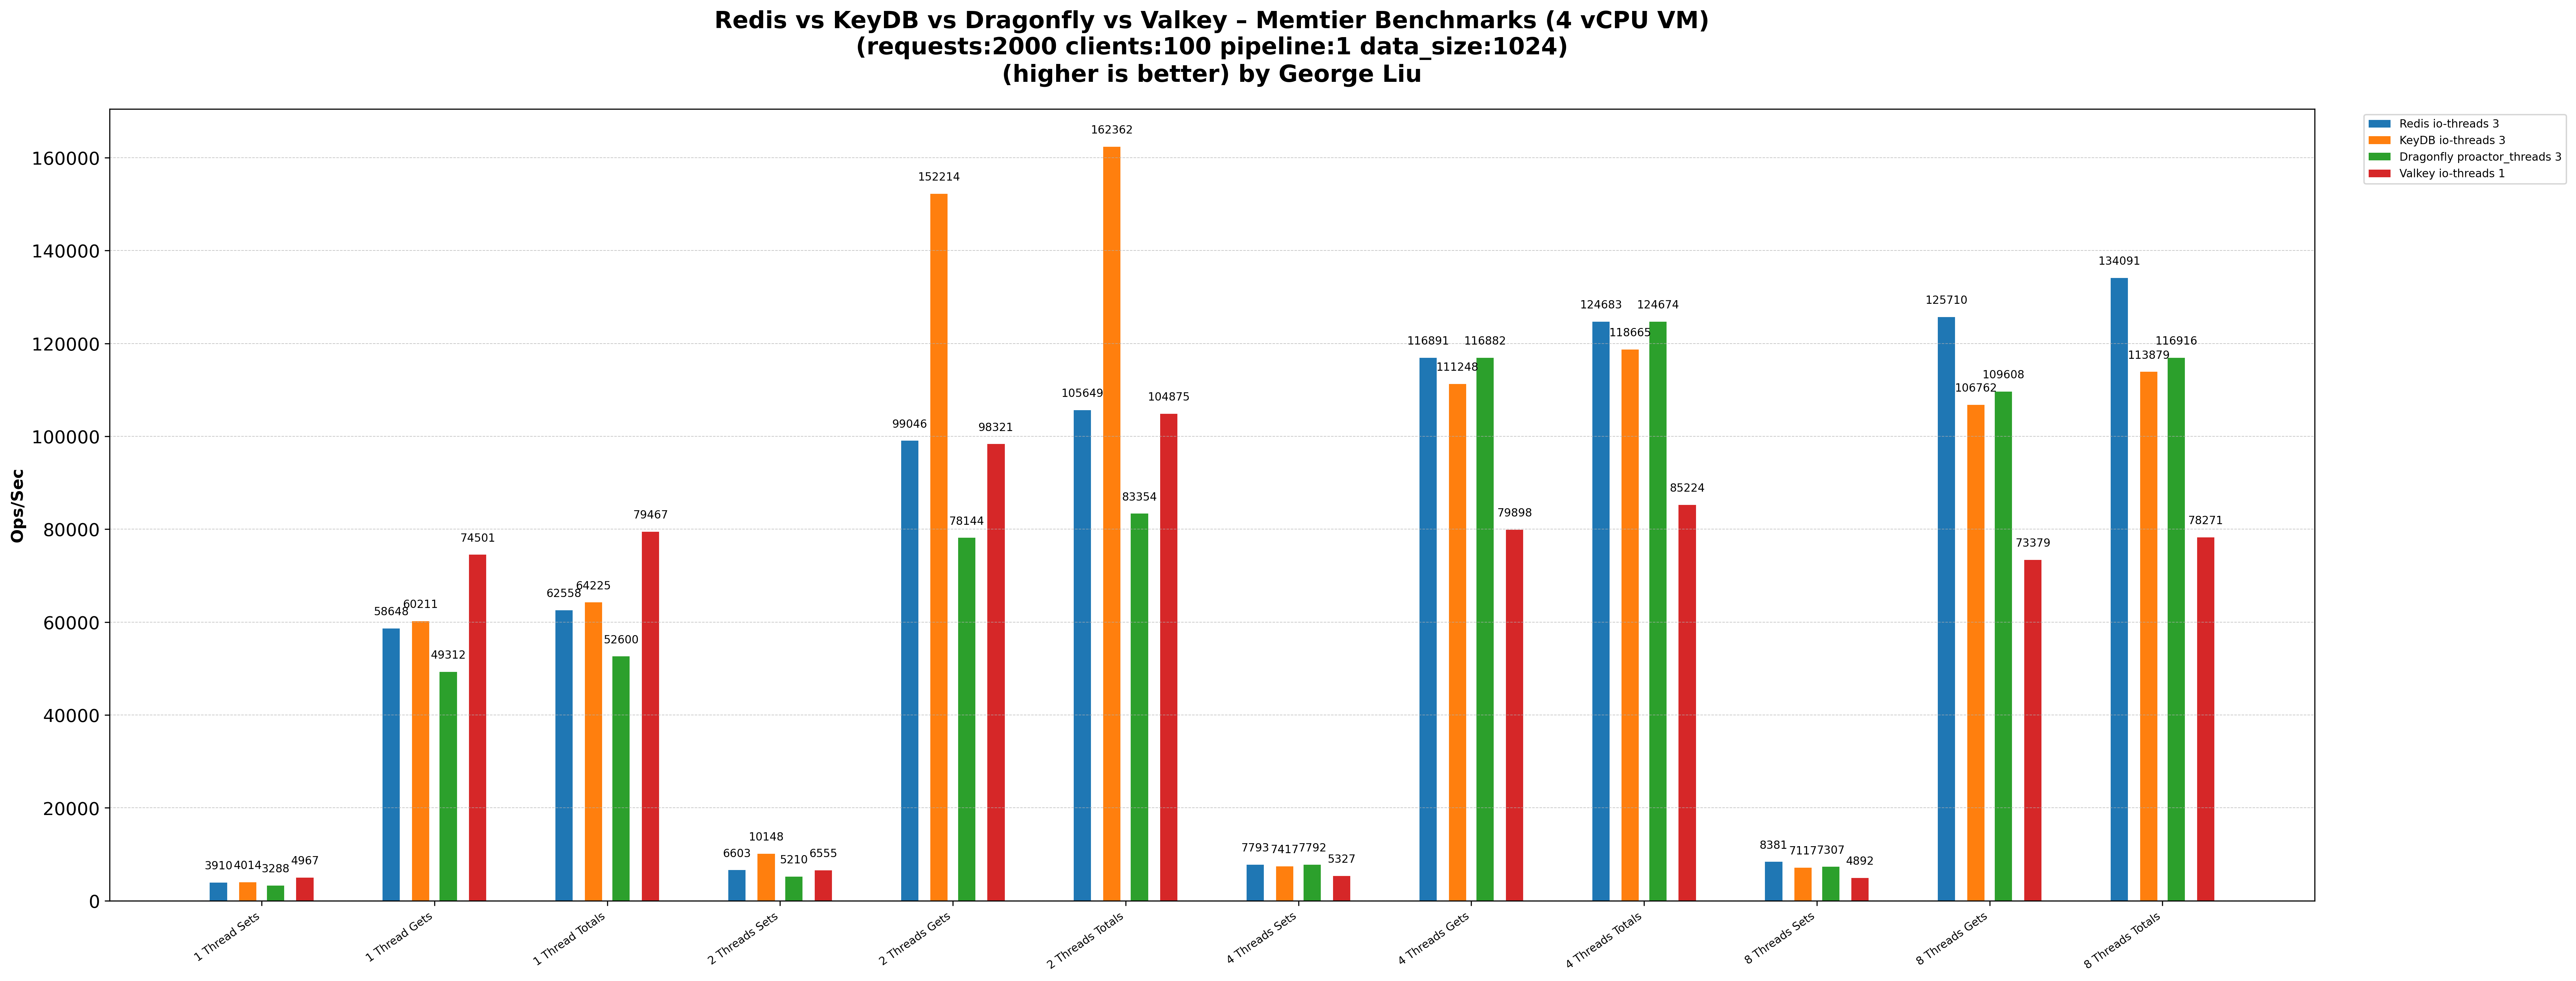 Redis vs KeyDB vs Dragonfly vs Valkey – Memtier Benchmarks (4 vCPU VM)
(requests:2000 clients:100 pipeline:1 data_size:1024)
(higher is better) by George Liu
Redis io-threads 3
KeyDB io-threads 3
Dragonfly proactor_threads 3
Valkey io-threads 1
Ops/Sec
160000
140000
120000
100000
80000
60000
40000
20000
0
3910
4014
3288
4967
58648
60211
49312
74501
62558
64225
52600
79467
6603
10148
5210
6555
99046
152214
78144
98321
105649
162362
83354
104875
7793
7417
7792
5327
116891
111248
116882
79898
124683
118665
124674
85224
8381
7117
7307
4892
125710
106762
109608
73379
134091
113879
116916
78271
1 Thread Sets
1 Thread Gets
1 Thread Totals
2 Threads Sets
2 Threads Gets
2 Threads Totals
4 Threads Sets
4 Threads Gets
4 Threads Totals
8 Threads Sets
8 Threads Gets
8 Threads Totals